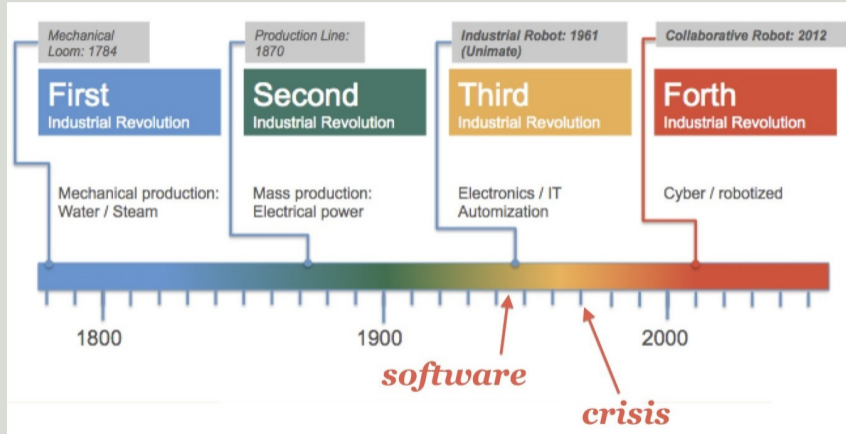 Mechanical
Loom: 1784
Production Line:
1870
Industrial Robot: 1961
(Unimate)
Collaborative Robot: 2012
First
Industrial Revolution
Second
Industrial Revolution
Third
Industrial Revolution
Forth
Industrial Revolution
Mechanical production:
Water / Steam
Mass production:
Electrical power
Electronics / IT
Automization
Cyber / robotized
1800
1900
2000
software
crisis